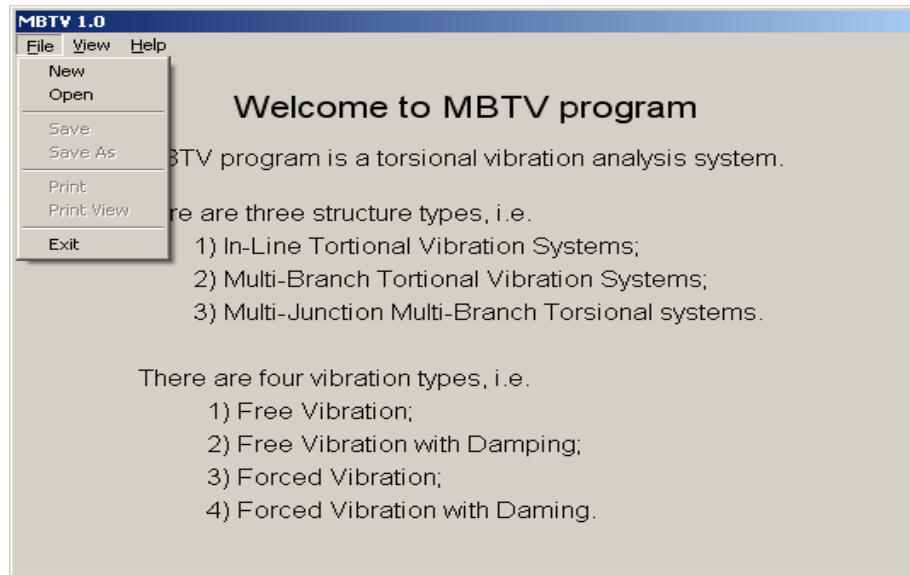 MBTV 1.0
File View Help
New
Open
Save
Save As
Print
Print View
Exit
Welcome to MBTV program
BTV program is a torsional vibration analysis system.
re are three structure types, i.e.
1) In-Line Tortional Vibration Systems;
2) Multi-Branch Tortional Vibration Systems;
3) Multi-Junction Multi-Branch Torsional systems.
There are four vibration types, i.e.
1) Free Vibration;
2) Free Vibration with Damping;
3) Forced Vibration;
4) Forced Vibration with Daming.